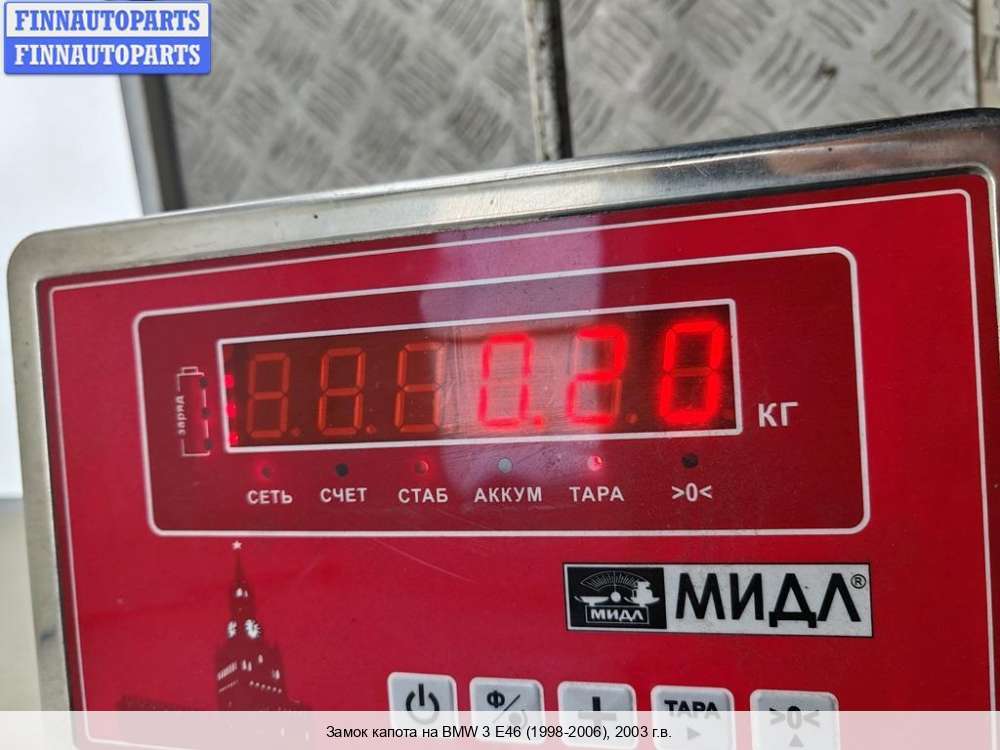 FINNAUTOPARTS
FINNAUTOPARTS
0.20
КГ
заряд
СЕТЬ СЧЕТ СТАБ АККУМ ТАРА >0<
МИДЛ МИДЛ®
Ф/ + ТАРА >0<
Замок капота на BMW 3 E46 (1998-2006), 2003 г.в.